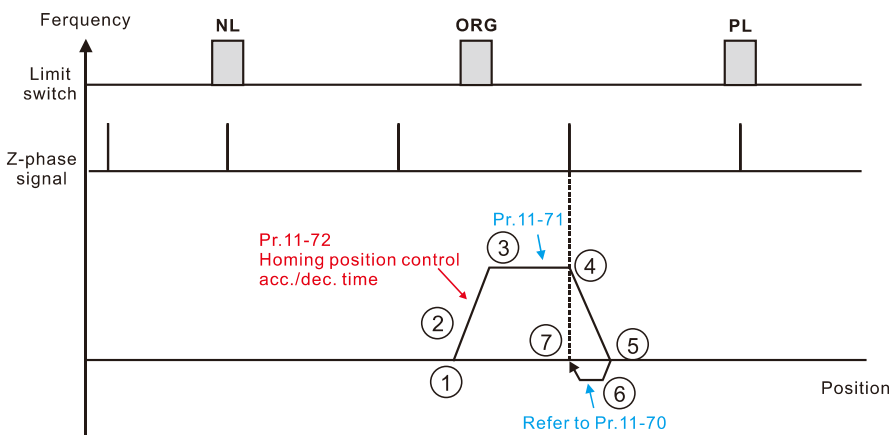 Ferquency
NL
ORG
PL
Limit
switch
Z-phase
signal
Pr.11-71
Pr.11-72
Homing position control
acc./dec. time
3
4
2
7
5
1
6
Position
Refer to Pr.11-70